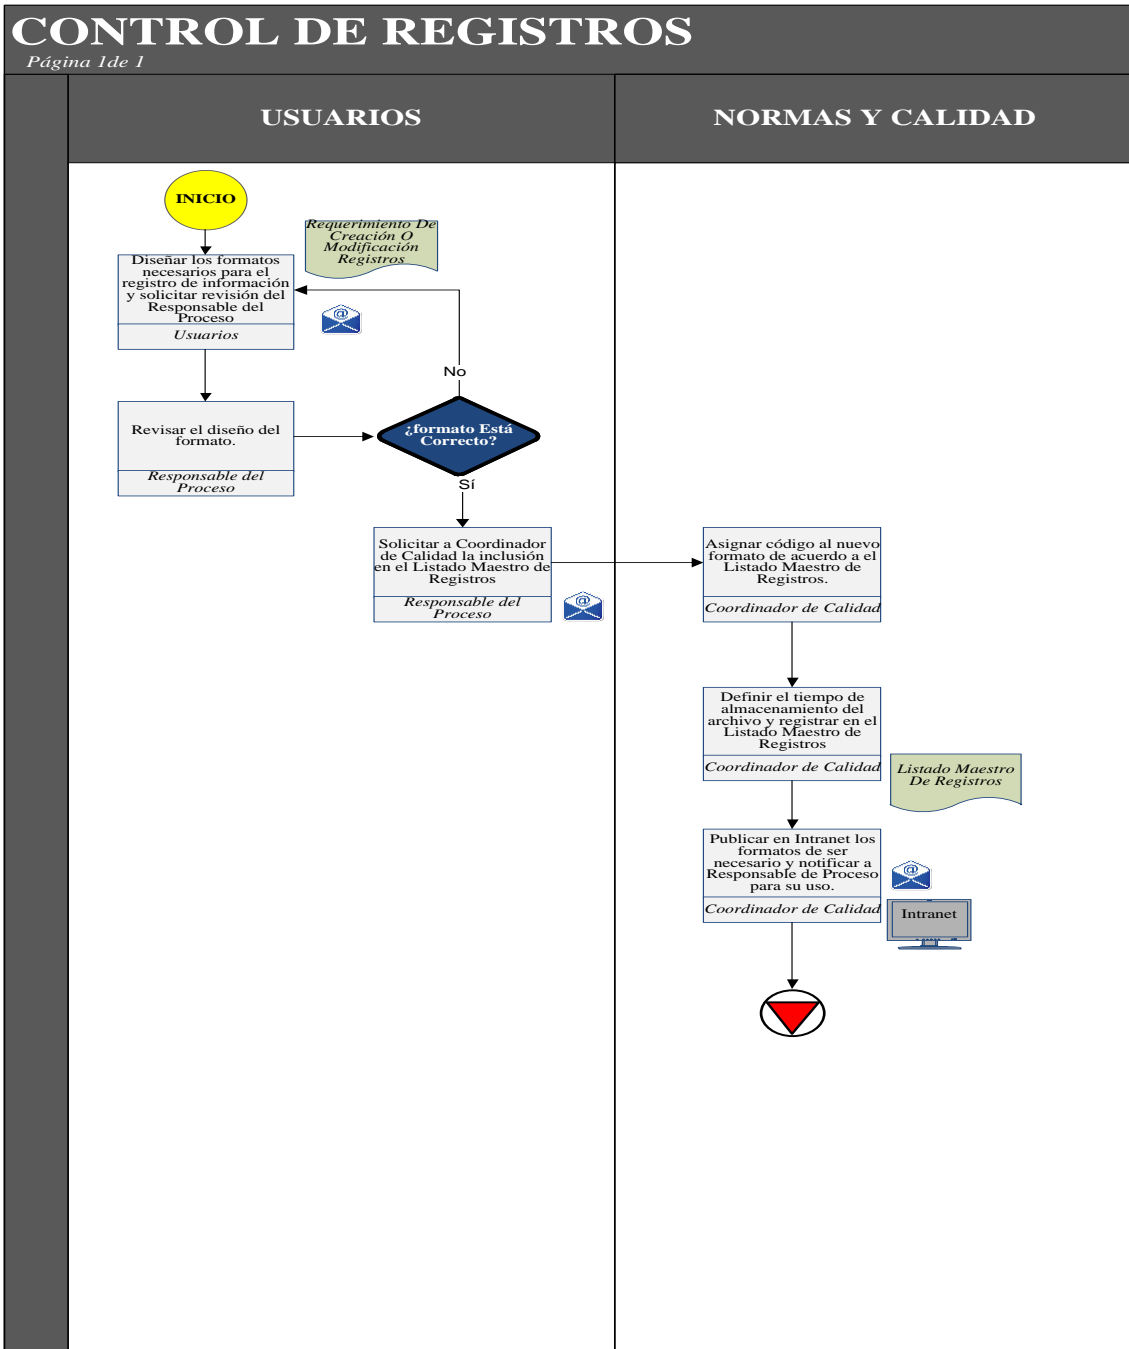 CONTROL DE REGISTROS
Página 1de 1
USUARIOS
NORMAS Y CALIDAD
INICIO
Requerimiento De
Creación O
Modificación
Registros
Diseñar los formatos
necesarios para el
registro de información
y solicitar revisión del
Responsable del
Proceso
Usuarios
No
Revisar el diseño del
formato.
Responsable del
Proceso
¿formato Está
Correcto?
Sí
Solicitar a Coordinador
de Calidad la inclusión
en el Listado Maestro de
Registros
Responsable del
Proceso
Asignar código al nuevo
formato de acuerdo a el
Listado Maestro de
Registros.
Coordinador de Calidad
Definir el tiempo de
almacenamiento del
archivo y registrar en el
Listado Maestro de
Registros
Coordinador de Calidad
Listado Maestro
De Registros
Publicar en Intranet los
formatos de ser
necesario y notificar a
Responsable de Proceso
para su uso.
Coordinador de Calidad
Intranet